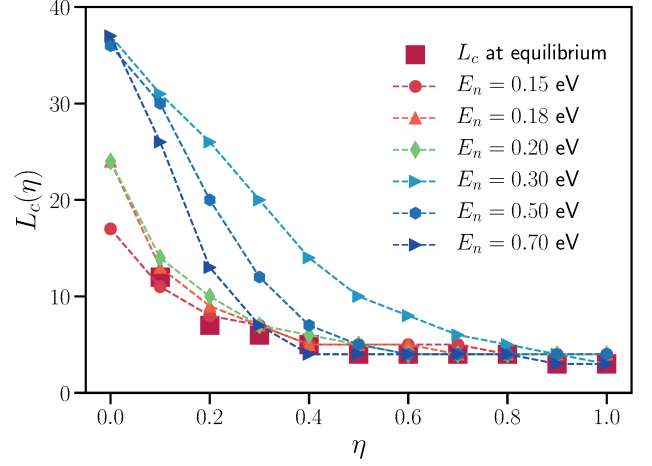 40
30
20
10
0
L_c(η)
L_c at equilibrium
E_n = 0.15 eV
E_n = 0.18 eV
E_n = 0.20 eV
E_n = 0.30 eV
E_n = 0.50 eV
E_n = 0.70 eV
0.0 0.2 0.4 0.6 0.8 1.0
η